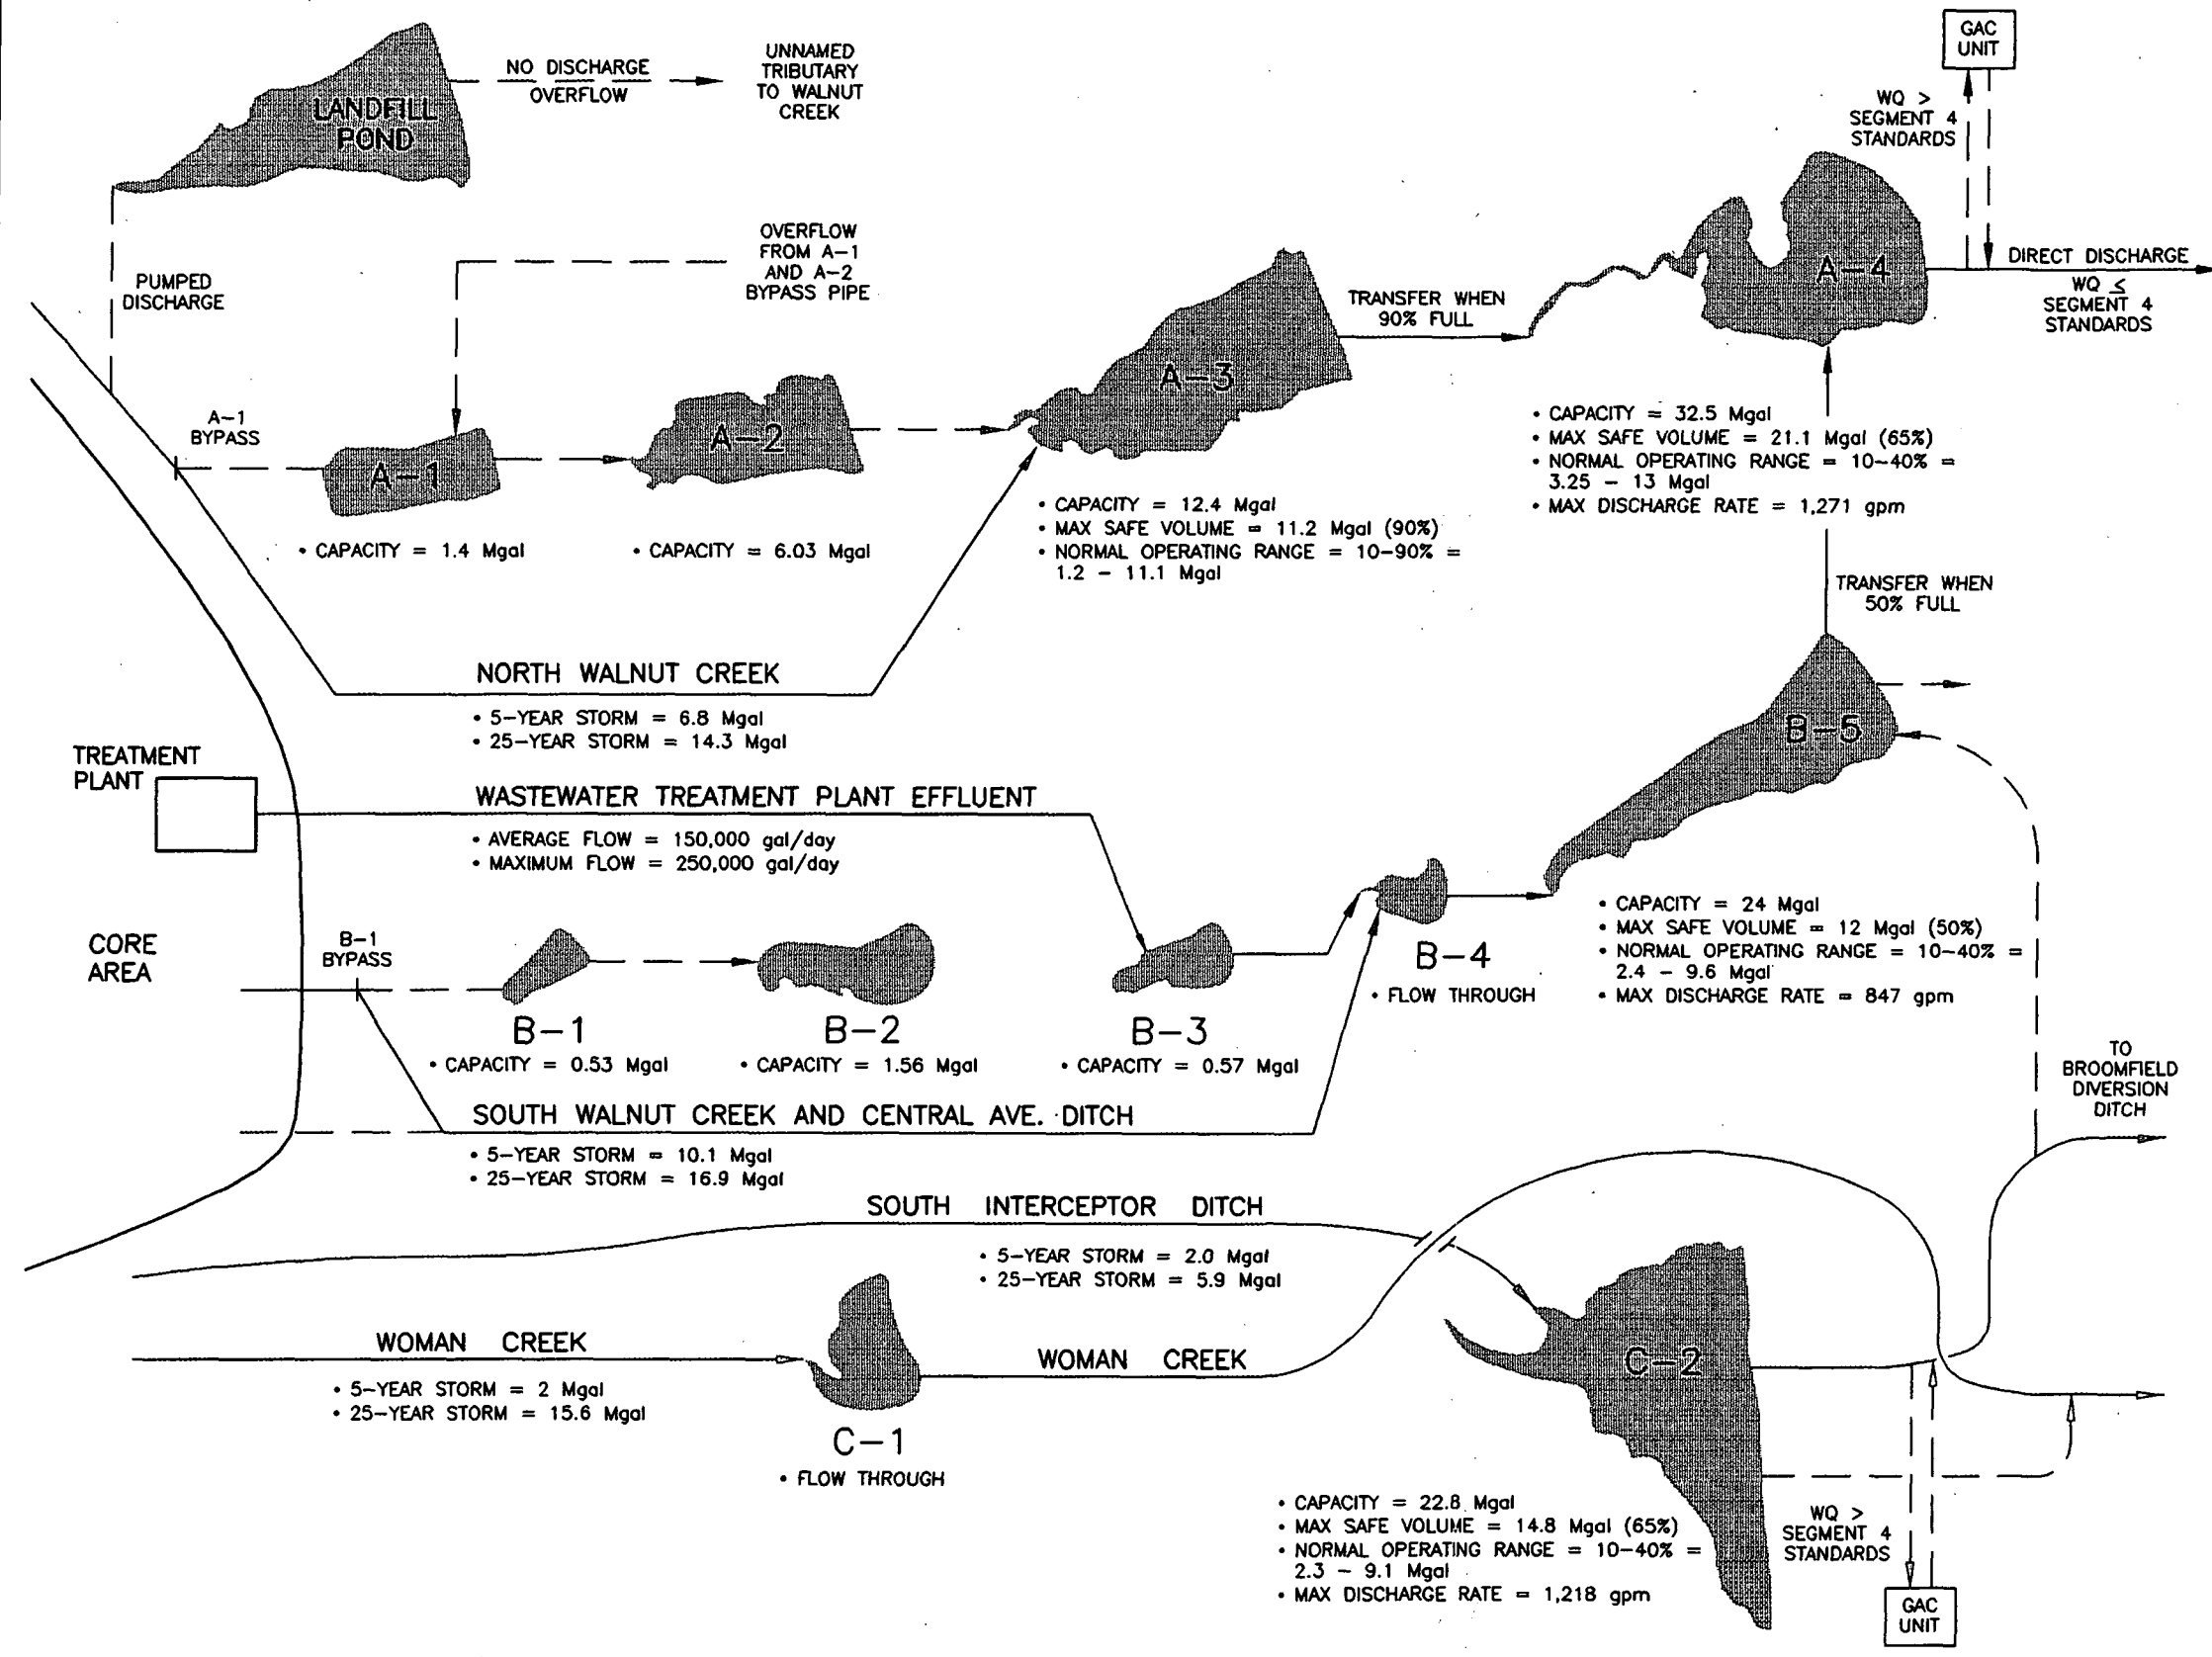 GAC
UNIT
UNNAMED
TRIBUTARY
TO WALNUT
CREEK
NO DISCHARGE
OVERFLOW
LANDFILL
POND
WQ >
SEGMENT 4
STANDARDS
OVERFLOW
FROM A-1
AND A-2
BYPASS PIPE
PUMPED
DISCHARGE
A-4
DIRECT DISCHARGE
WQ ≤
SEGMENT 4
STANDARDS
TRANSFER WHEN
90% FULL
A-3
A-1
BYPASS
A-1
A-2
• CAPACITY = 1.4 Mgal
• CAPACITY = 6.03 Mgal
• CAPACITY = 12.4 Mgal
• MAX SAFE VOLUME = 11.2 Mgal (90%)
• NORMAL OPERATING RANGE = 10-90% =
1.2 - 11.1 Mgal
• CAPACITY = 32.5 Mgal
• MAX SAFE VOLUME = 21.1 Mgal (65%)
• NORMAL OPERATING RANGE = 10-40% =
3.25 - 13 Mgal
• MAX DISCHARGE RATE = 1,271 gpm
TRANSFER WHEN
50% FULL
NORTH WALNUT CREEK
• 5-YEAR STORM = 6.8 Mgal
• 25-YEAR STORM = 14.3 Mgal
B-5
TREATMENT
PLANT
WASTEWATER TREATMENT PLANT EFFLUENT
• AVERAGE FLOW = 150,000 gal/day
• MAXIMUM FLOW = 250,000 gal/day
CORE
AREA
B-1
BYPASS
B-1
• CAPACITY = 0.53 Mgal
B-2
• CAPACITY = 1.56 Mgal
B-3
• CAPACITY = 0.57 Mgal
B-4
• FLOW THROUGH
• CAPACITY = 24 Mgal
• MAX SAFE VOLUME = 12 Mgal (50%)
• NORMAL OPERATING RANGE = 10-40% =
2.4 - 9.6 Mgal
• MAX DISCHARGE RATE = 847 gpm
TO
BROOMFIELD
DIVERSION
DITCH
SOUTH WALNUT CREEK AND CENTRAL AVE. DITCH
• 5-YEAR STORM = 10.1 Mgal
• 25-YEAR STORM = 16.9 Mgal
SOUTH INTERCEPTOR DITCH
• 5-YEAR STORM = 2.0 Mgal
• 25-YEAR STORM = 5.9 Mgal
WOMAN CREEK
• 5-YEAR STORM = 2 Mgal
• 25-YEAR STORM = 15.6 Mgal
C-1
• FLOW THROUGH
WOMAN CREEK
C-2
• CAPACITY = 22.8 Mgal
• MAX SAFE VOLUME = 14.8 Mgal (65%)
• NORMAL OPERATING RANGE = 10-40% =
2.3 - 9.1 Mgal
• MAX DISCHARGE RATE = 1,218 gpm
WQ >
SEGMENT 4
STANDARDS
GAC
UNIT